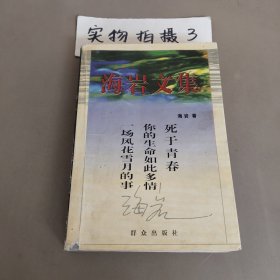 实物拍摄3
海岩文集
海岩 著
死于青春
你的生命如此多情
一场风花雪月的事
海岩
群众出版社